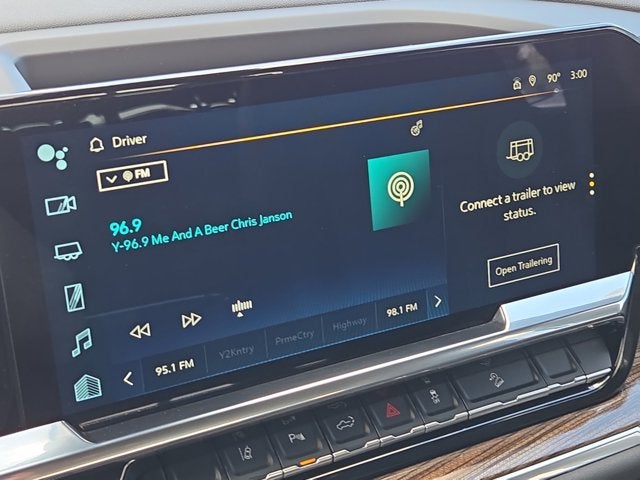 90° 3:00
Driver
FM
96.9
Y-96.9 Me And A Beer Chris Janson
Connect a trailer to view
status.
Open Trailering
95.1 FM Y2Kntry PrmeCtry Highway 98.1 FM